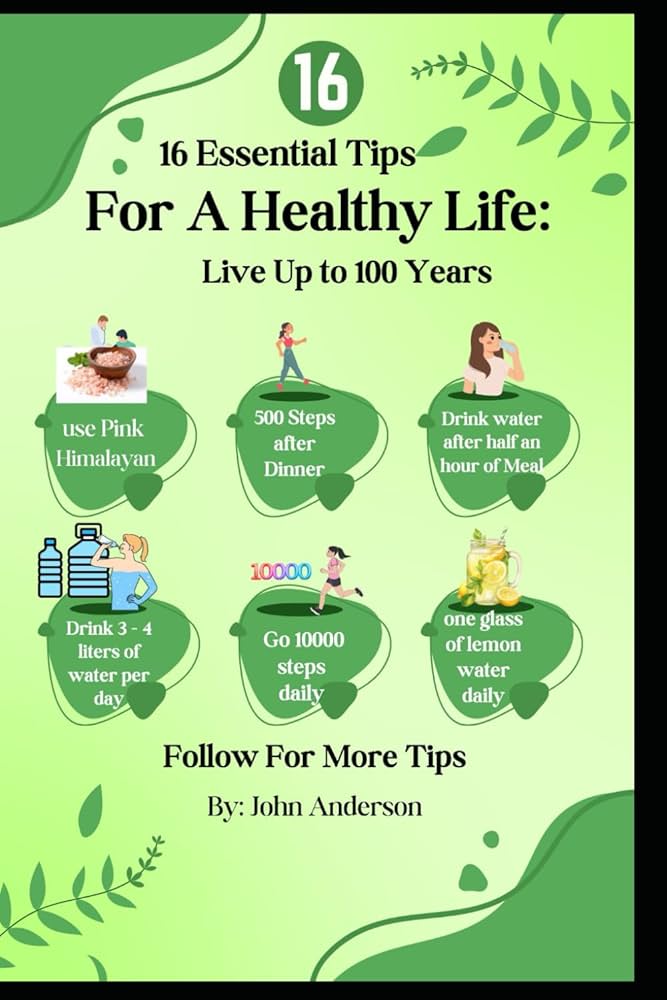 16
16 Essential Tips
For A Healthy Life:
Live Up to 100 Years
use Pink
Himalayan
500 Steps
after
Dinner
Drink water
after half an
hour of Meal
Drink 3 - 4
liters of
water per
day
10000
Go 10000
steps
daily
one glass
of lemon
water
daily
Follow For More Tips
By: John Anderson